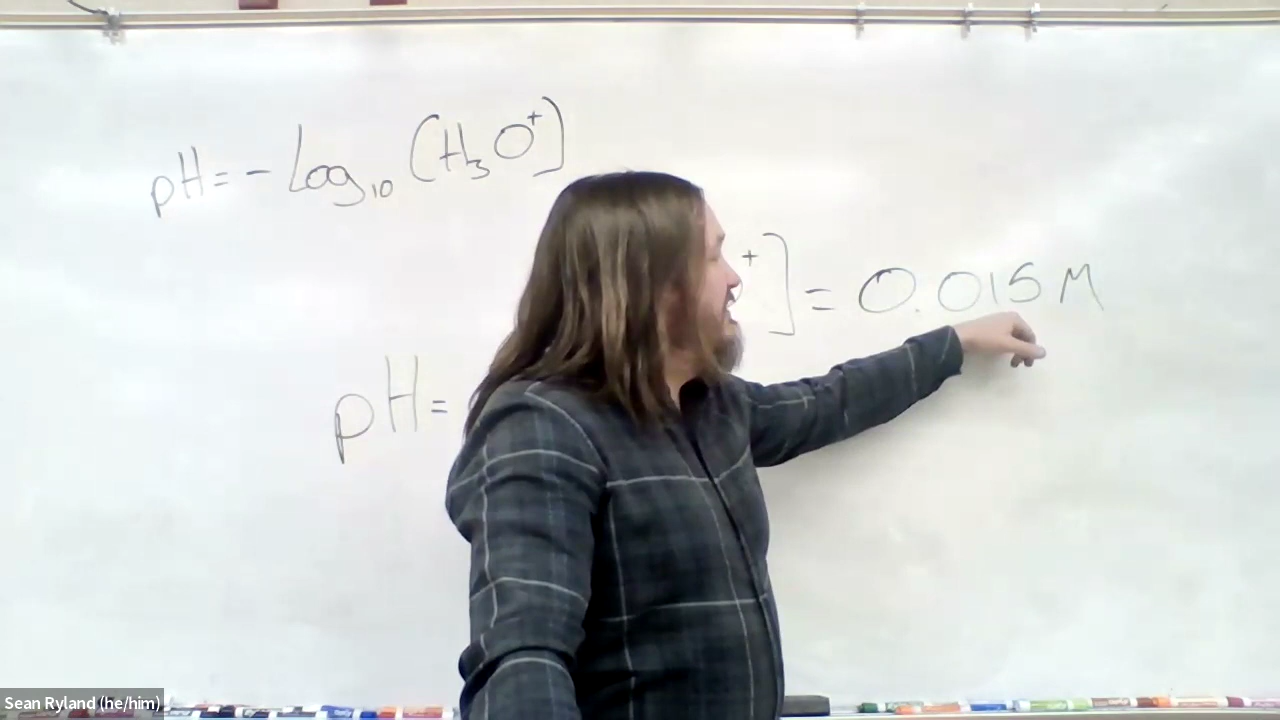 pH = - Log₁₀ [H₃O⁺]
⁺] = 0.015 M
pH =
Sean Ryland (he/him)